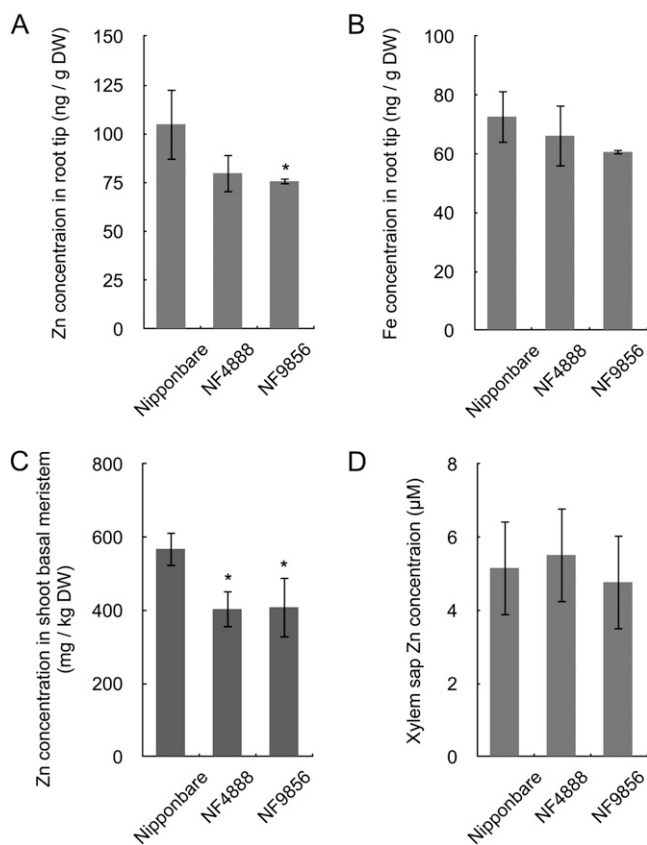 A
Zn concentraion in root tip (ng / g DW)
150
125
100
75
50
25
0
*
Nipponbare
NF4888
NF9856
B
Fe concentraion in root tip (ng / g DW)
100
80
60
40
20
0
Nipponbare
NF4888
NF9856
C
Zn concentration in shoot basal meristem
(mg / kg DW)
800
600
400
200
0
*
*
Nipponbare
NF4888
NF9856
D
Xylem sap Zn concentraion (µM)
8
6
4
2
0
Nipponbare
NF4888
NF9856